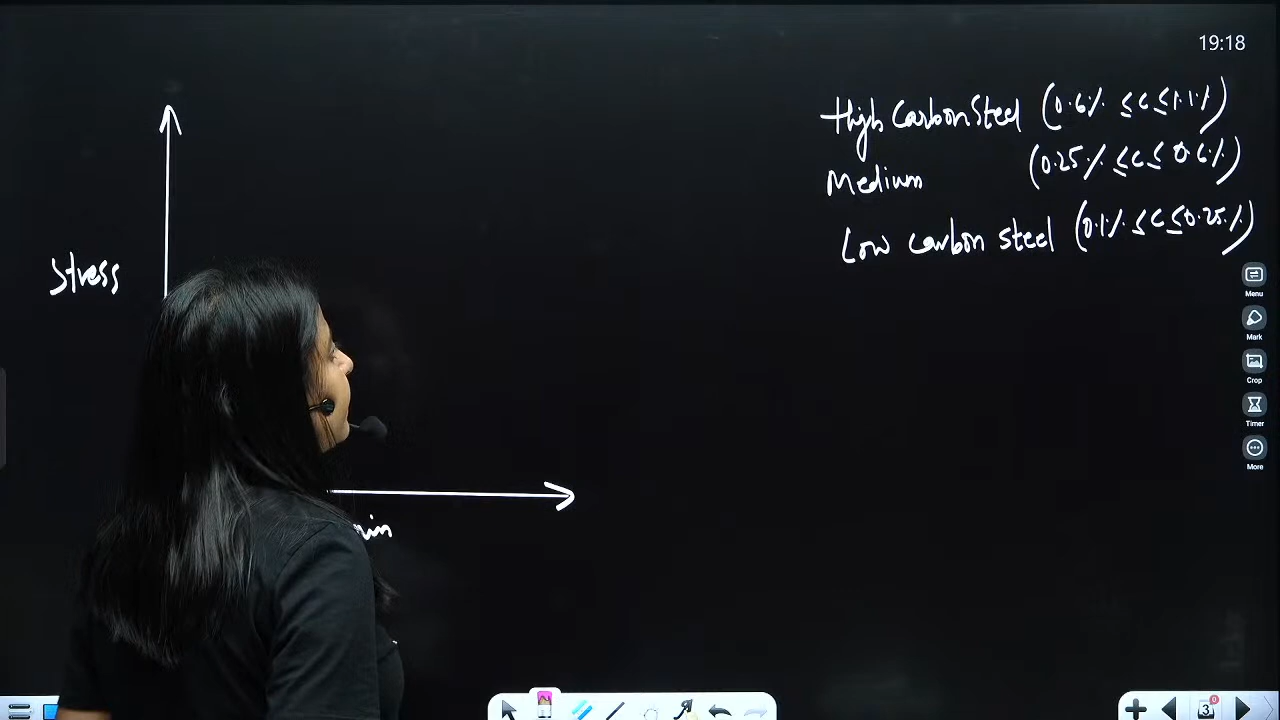 19:18
High Carbon Steel (0.6% ≤ C ≤ 1.1%)
Medium (0.25% ≤ C ≤ 0.6%)
Low carbon steel (0.1% ≤ C ≤ 0.25%)
Stress
Menu
Mark
Crop
Timer
More
3